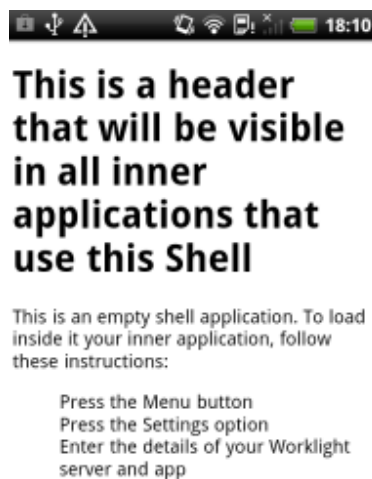 18:10
This is a header
that will be visible
in all inner
applications that
use this Shell
This is an empty shell application. To load
inside it your inner application, follow
these instructions:
Press the Menu button
Press the Settings option
Enter the details of your Worklight
server and app